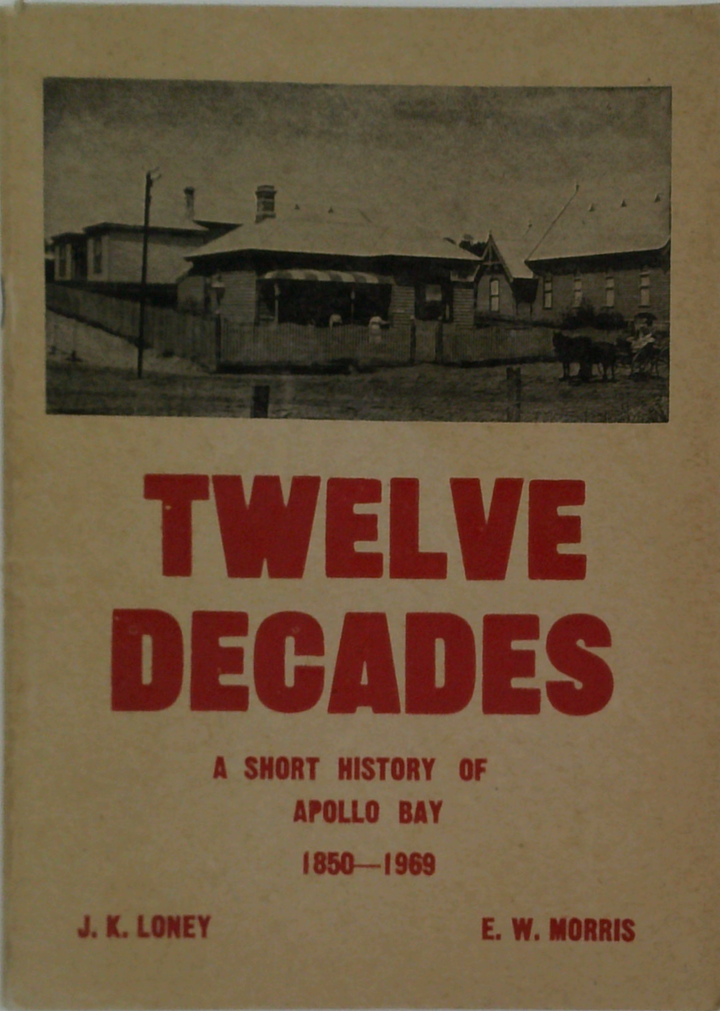 TWELVE
DECADES
A SHORT HISTORY OF
APOLLO BAY
1850—1969
J. K. LONEY E. W. MORRIS